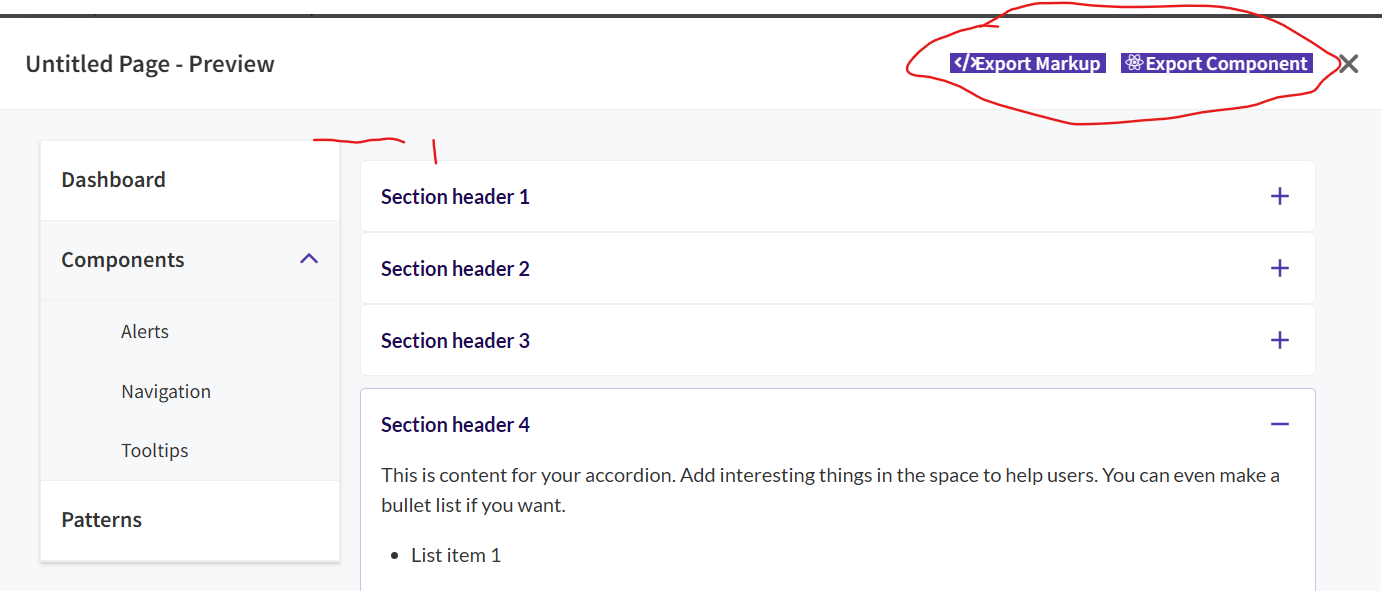 Untitled Page - Preview
</>Export Markup
Export Component
Dashboard
Components
Alerts
Navigation
Tooltips
Patterns
Section header 1
Section header 2
Section header 3
Section header 4
This is content for your accordion. Add interesting things in the space to help users. You can even make a
bullet list if you want.
• List item 1